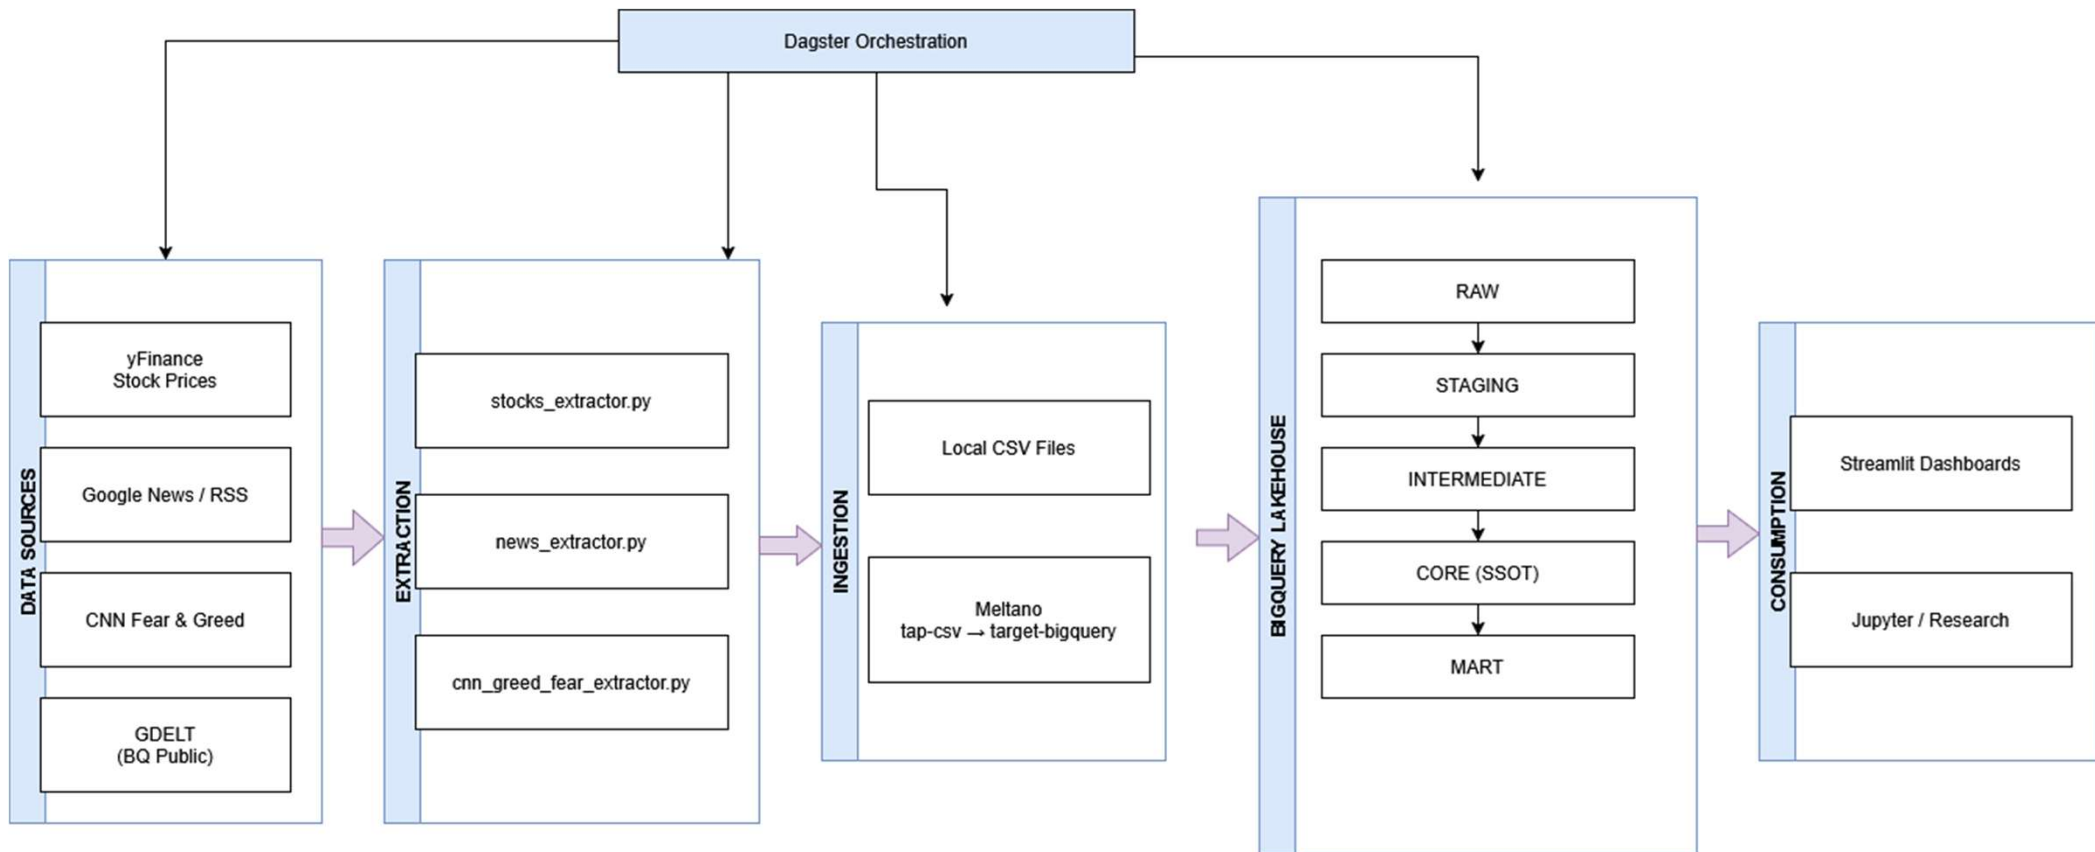 Dagster Orchestration
DATA SOURCES
yFinance
Stock Prices
Google News / RSS
CNN Fear & Greed
GDELT
(BQ Public)
EXTRACTION
stocks_extractor.py
news_extractor.py
cnn_greed_fear_extractor.py
INGESTION
Local CSV Files
Meltano
tap-csv → target-bigquery
BIGQUERY LAKEHOUSE
RAW
STAGING
INTERMEDIATE
CORE (SSOT)
MART
CONSUMPTION
Streamlit Dashboards
Jupyter / Research